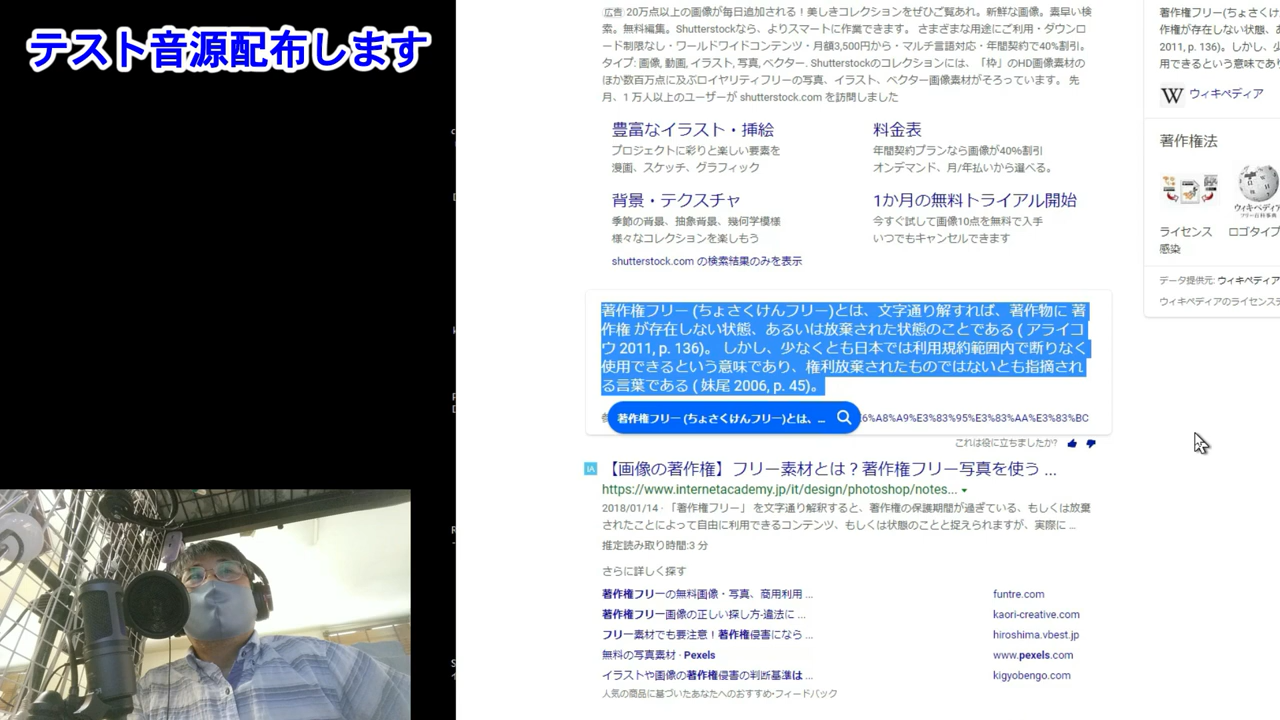 テスト音源配布します
広告 20万点以上の画像が毎日追加される！美しきコレクションをぜひご覧あれ。新鮮な画像。素早い検
索。無料編集。Shutterstockなら、よりスマートに作業できます。 さまざまな用途にご利用・ダウンロ
ード制限なし・ワールドワイドコンテンツ・月額3,500円から・マルチ言語対応・年間契約で40%割引。
タイプ: 画像, 動画, イラスト, 写真, ベクター. Shutterstockのコレクションには、「枠」のHD画像素材の
ほか数百万点に及ぶロイヤリティフリーの写真、イラスト、ベクター画像素材がそろっています。 先
月、1 万人以上のユーザーが shutterstock.com を訪問しました
豊富なイラスト・挿絵
プロジェクトに彩りと楽しい要素を
漫画、スケッチ、グラフィック
料金表
年間契約プランなら画像が40%割引
オンデマンド、月/年払いから選べる。
背景・テクスチャ
季節の背景、抽象背景、幾何学模様
様々なコレクションを楽しもう
1か月の無料トライアル開始
今すぐ試して画像10点を無料で入手
いつでもキャンセルできます
shutterstock.com の検索結果のみを表示
著作権フリー (ちょさくけんフリー)とは、文字通り解すれば、著作物に 著
作権 が存在しない状態、あるいは放棄された状態のことである ( アライコ
ウ 2011, p. 136)。 しかし、少なくとも日本では利用規約範囲内で断りなく
使用できるという意味であり、権利放棄されたものではないとも指摘され
る言葉である ( 妹尾 2006, p. 45)。
著作権フリー (ちょさくけんフリー)とは、...
6%A8%A9%E3%83%95%E3%83%AA%E3%83%BC
これは役に立ちましたか?
【画像の著作権】フリー素材とは？著作権フリー写真を使う ...
https://www.internetacademy.jp/it/design/photoshop/notes...
2018/01/14 · 「著作権フリー」 を文字通り解釈すると、著作権の保護期間が過ぎている、もしくは放棄
されたことによって自由に利用できるコンテンツ、もしくは状態のことと捉えられますが、実際に ...
推定読み取り時間:3 分
さらに詳しく探す
著作権フリーの無料画像・写真、商用利用 ... funtre.com
著作権フリー画像の正しい探し方-違法に ... kaori-creative.com
フリー素材でも要注意！著作権侵害になら ... hiroshima.vbest.jp
無料の写真素材 · Pexels www.pexels.com
イラストや画像の著作権侵害の判断基準は ... kigyobengo.com
人気の商品に基づいたあなたへのおすすめ•フィードバック
著作権フリー(ちょさくけ
作権が存在しない状態、あ
2011, p. 136)。しかし、少
用できるという意味であり
W ウィキペディア
著作権法
ウィキペディ
フリー百科事典
ライセンス
感染
ロゴタイプ
データ提供元: ウィキペディア
ウィキペディアのライセンス